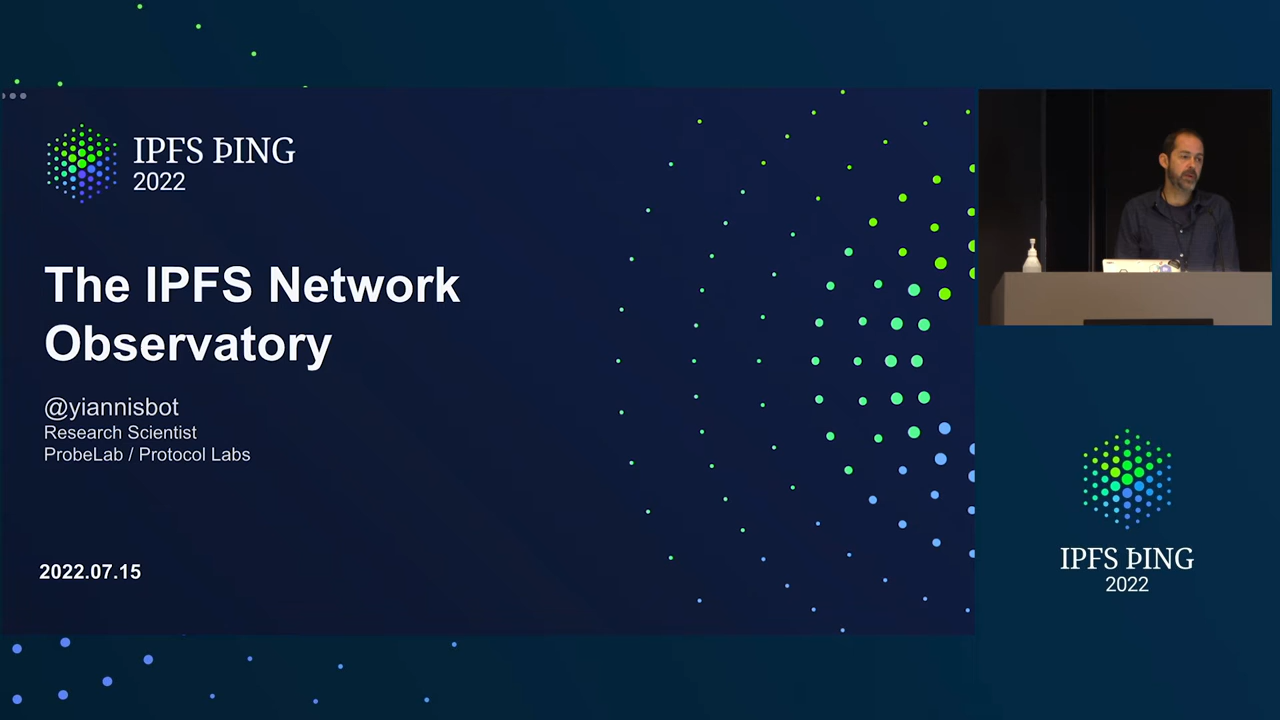 IPFS ÞING
2022
The IPFS Network
Observatory
@yiannisbot
Research Scientist
ProbeLab / Protocol Labs
2022.07.15
IPFS ÞING
2022